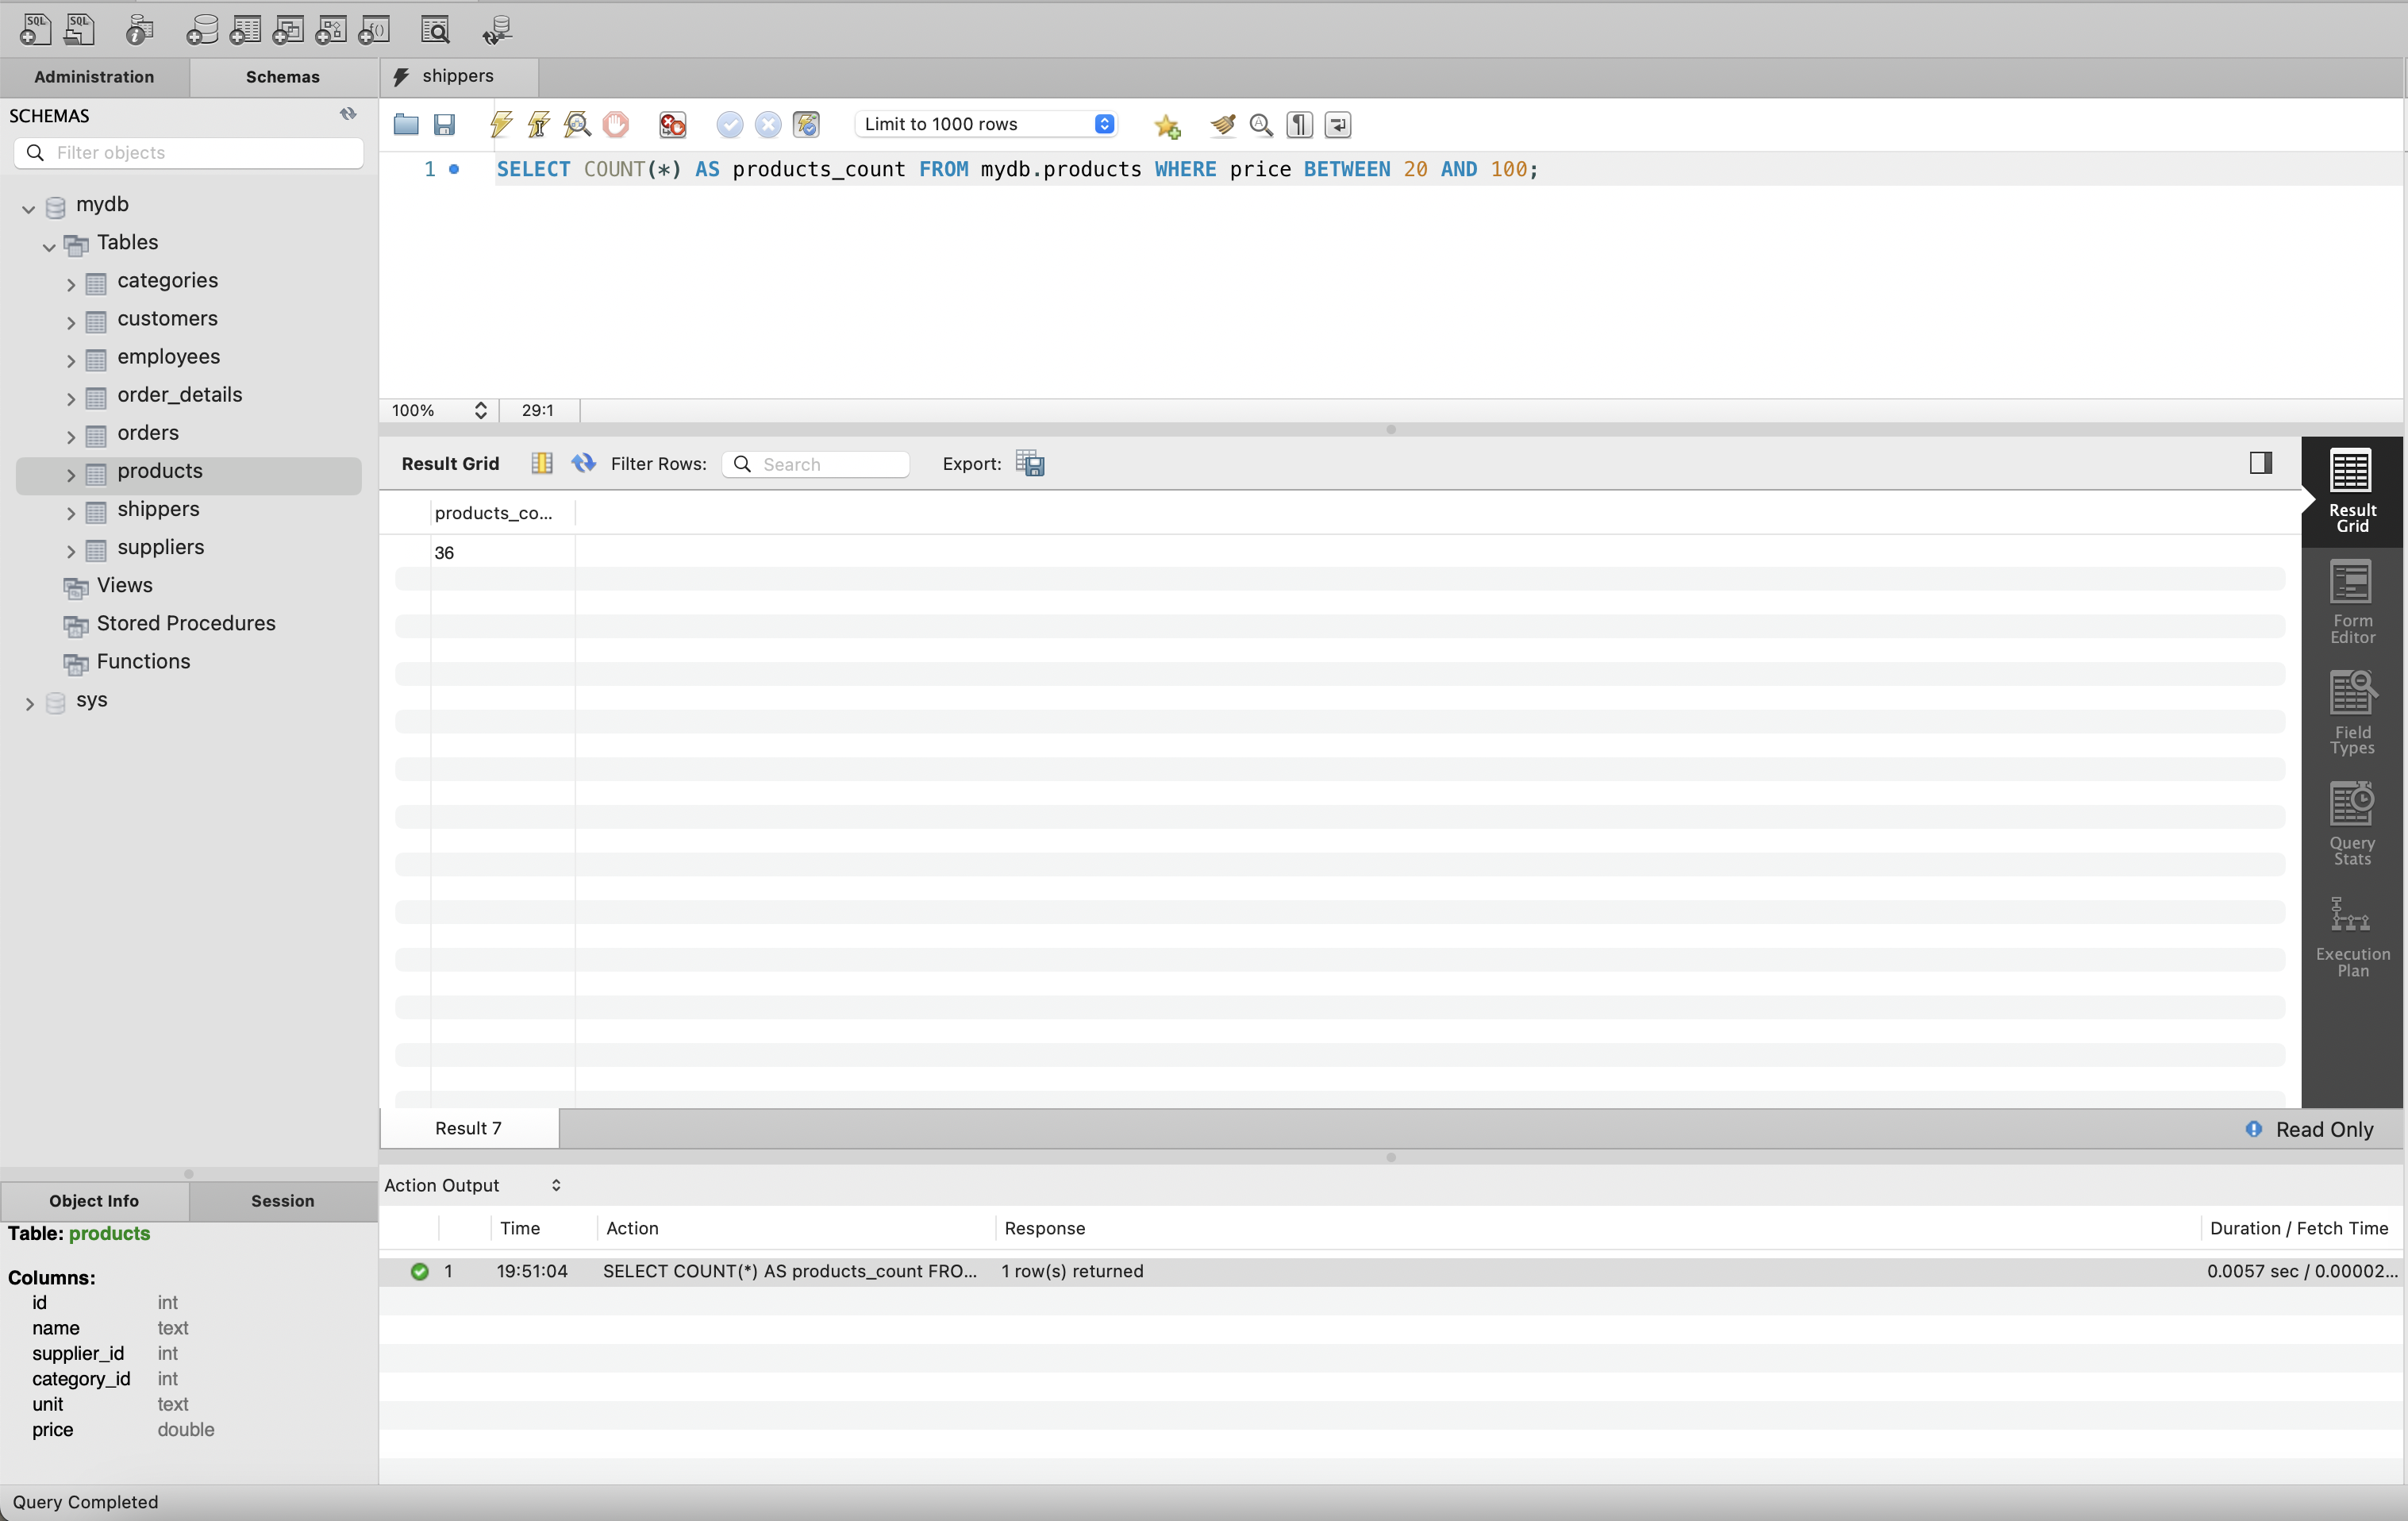 Administration
Schemas
shippers
SCHEMAS
Filter objects
Limit to 1000 rows
1
SELECT COUNT(*) AS products_count FROM mydb.products WHERE price BETWEEN 20 AND 100;
mydb
Tables
categories
customers
employees
order_details
orders
products
shippers
suppliers
Views
Stored Procedures
Functions
sys
100%
29:1
Result Grid
Filter Rows:
Search
Export:
products_co...
36
Result
Grid
Form
Editor
Field
Types
Query
Stats
Execution
Plan
Result 7
Read Only
Object Info
Session
Table: products
Columns:
id int
name text
supplier_id int
category_id int
unit text
price double
Action Output
Time Action Response Duration / Fetch Time
1 19:51:04 SELECT COUNT(*) AS products_count FRO... 1 row(s) returned 0.0057 sec / 0.00002...
Query Completed